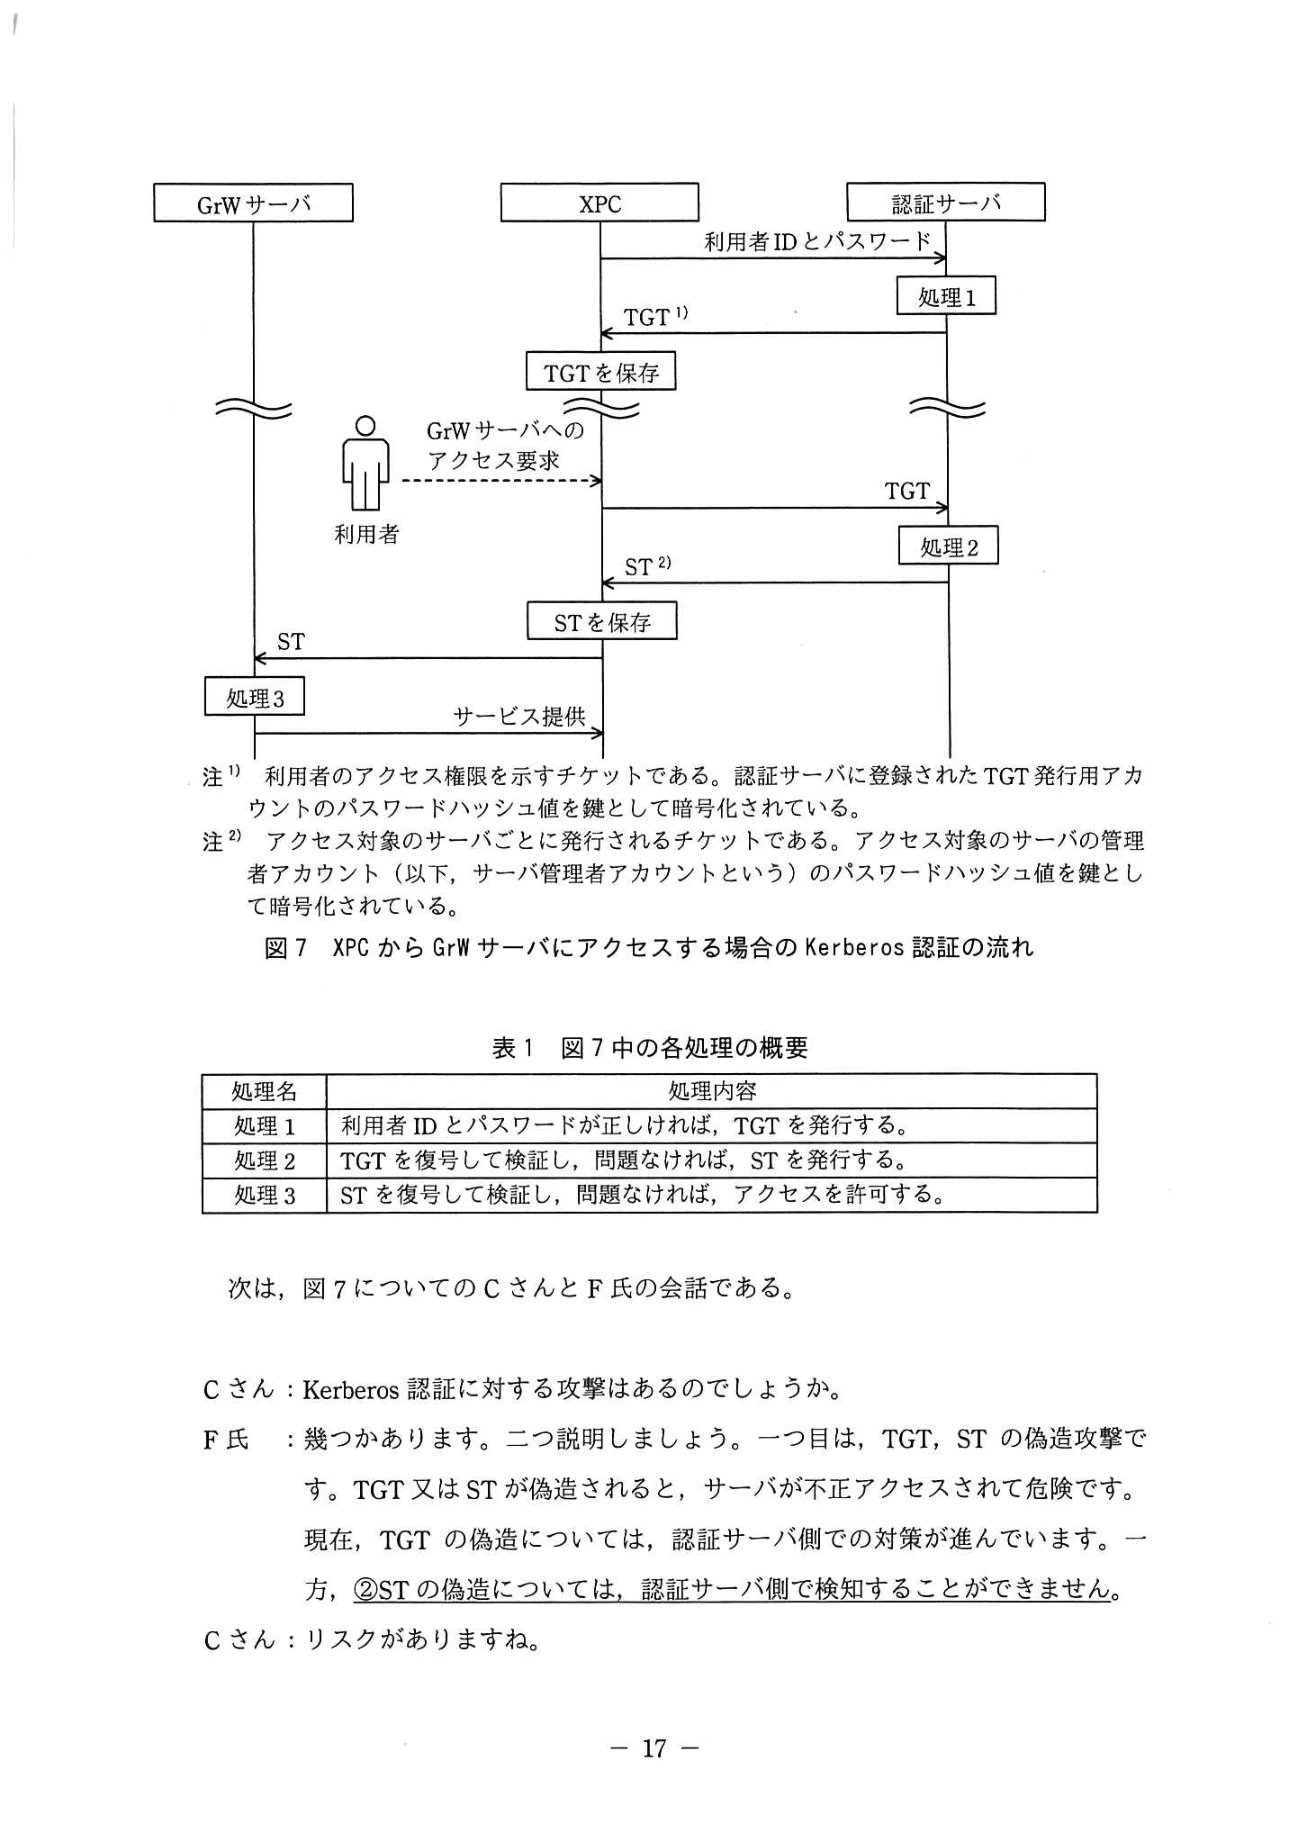 GrWサーバ
XPC
認証サーバ
利用者IDとパスワード
処理1
TGT 1)
TGTを保存
GrWサーバへの
アクセス要求
利用者
TGT
処理2
ST 2)
STを保存
ST
処理3
サービス提供
注1) 利用者のアクセス権限を示すチケットである。認証サーバに登録されたTGT発行用アカ
ウントのパスワードハッシュ値を鍵として暗号化されている。
注2) アクセス対象のサーバごとに発行されるチケットである。アクセス対象のサーバの管理
者アカウント（以下，サーバ管理者アカウントという）のパスワードハッシュ値を鍵とし
て暗号化されている。
図7 XPCからGrWサーバにアクセスする場合のKerberos認証の流れ
表1 図7中の各処理の概要
処理名 処理内容
処理1 利用者IDとパスワードが正しければ，TGTを発行する。
処理2 TGTを復号して検証し，問題なければ，STを発行する。
処理3 STを復号して検証し，問題なければ，アクセスを許可する。
次は，図7についてのCさんとF氏の会話である。
Cさん：Kerberos認証に対する攻撃はあるのでしょうか。
F氏 ：幾つかあります。二つ説明しましょう。一つ目は，TGT，STの偽造攻撃で
す。TGT又はSTが偽造されると，サーバが不正アクセスされて危険です。
現在，TGTの偽造については，認証サーバ側での対策が進んでいます。一
方，②STの偽造については，認証サーバ側で検知することができません。
Cさん：リスクがありますね。
－ 17 －